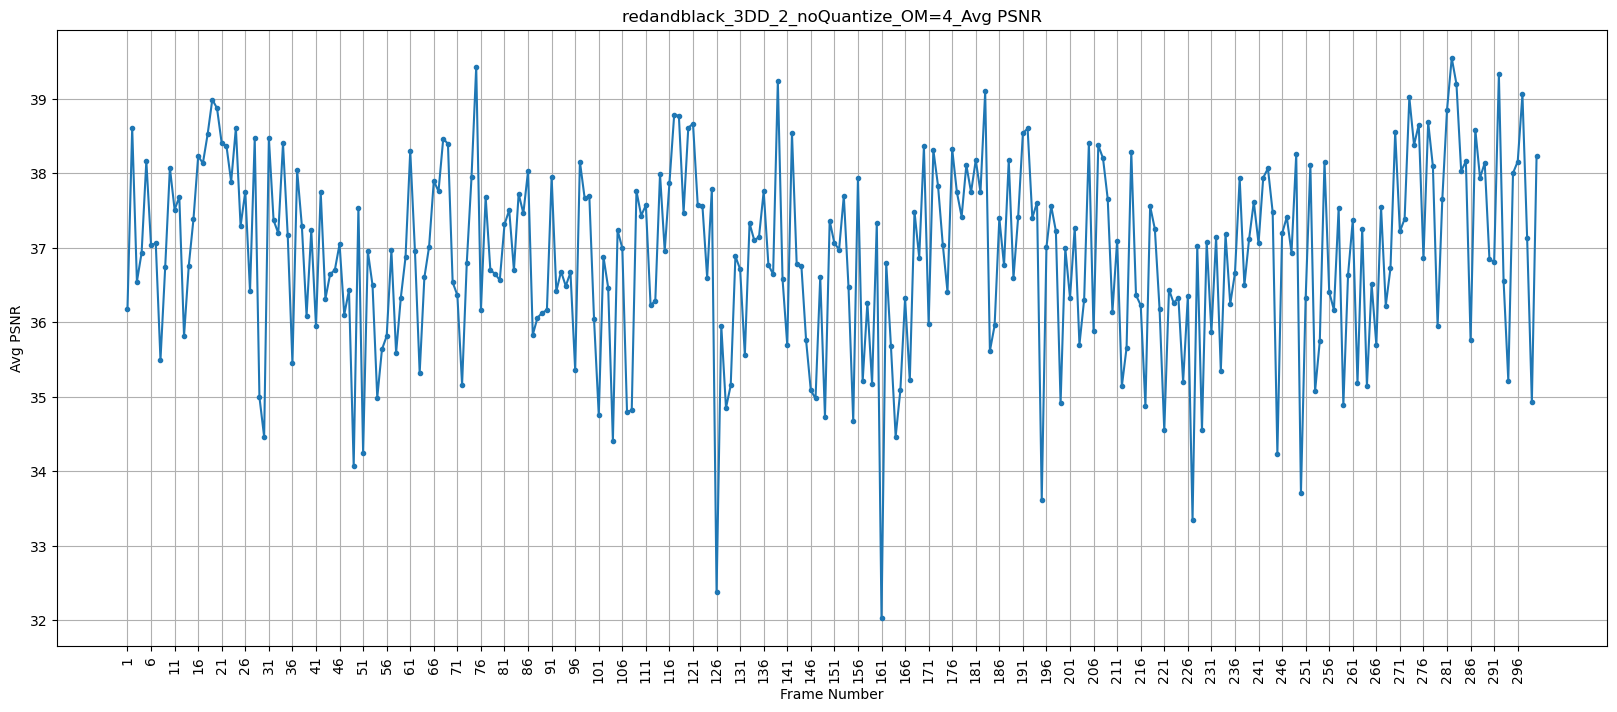 redandblack_3DD_2_noQuantize_OM=4_Avg PSNR
Avg PSNR
39
38
37
36
35
34
33
32
1 6 11 16 21 26 31 36 41 46 51 56 61 66 71 76 81 86 91 96 101 106 111 116 121 126 131 136 141 146 151 156 161 166 171 176 181 186 191 196 201 206 211 216 221 226 231 236 241 246 251 256 261 266 271 276 281 286 291 296
Frame Number